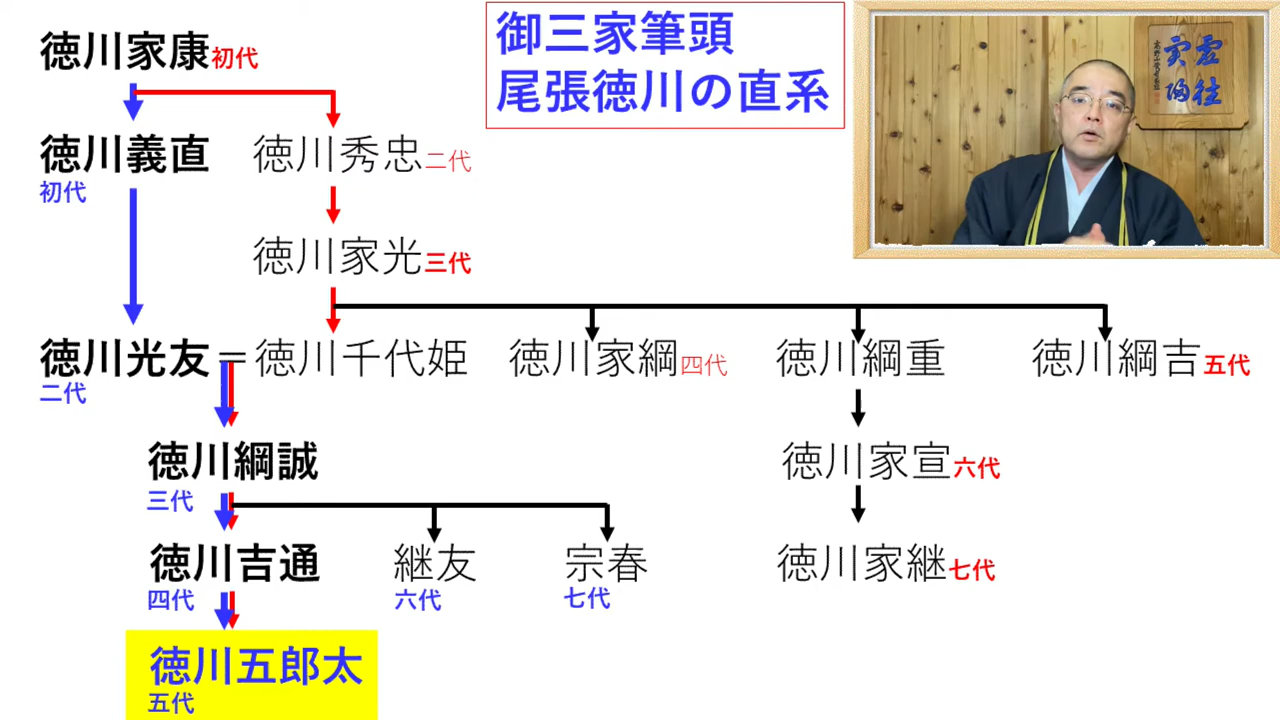 徳川家康初代
御三家筆頭
尾張徳川の直系
徳川義直
初代
徳川秀忠二代
徳川家光三代
徳川光友=徳川千代姫
二代
徳川家綱四代
徳川綱重
徳川綱吉五代
徳川綱誠
三代
徳川家宣六代
徳川吉通
四代
継友
六代
宗春
七代
徳川家継七代
徳川五郎太
五代